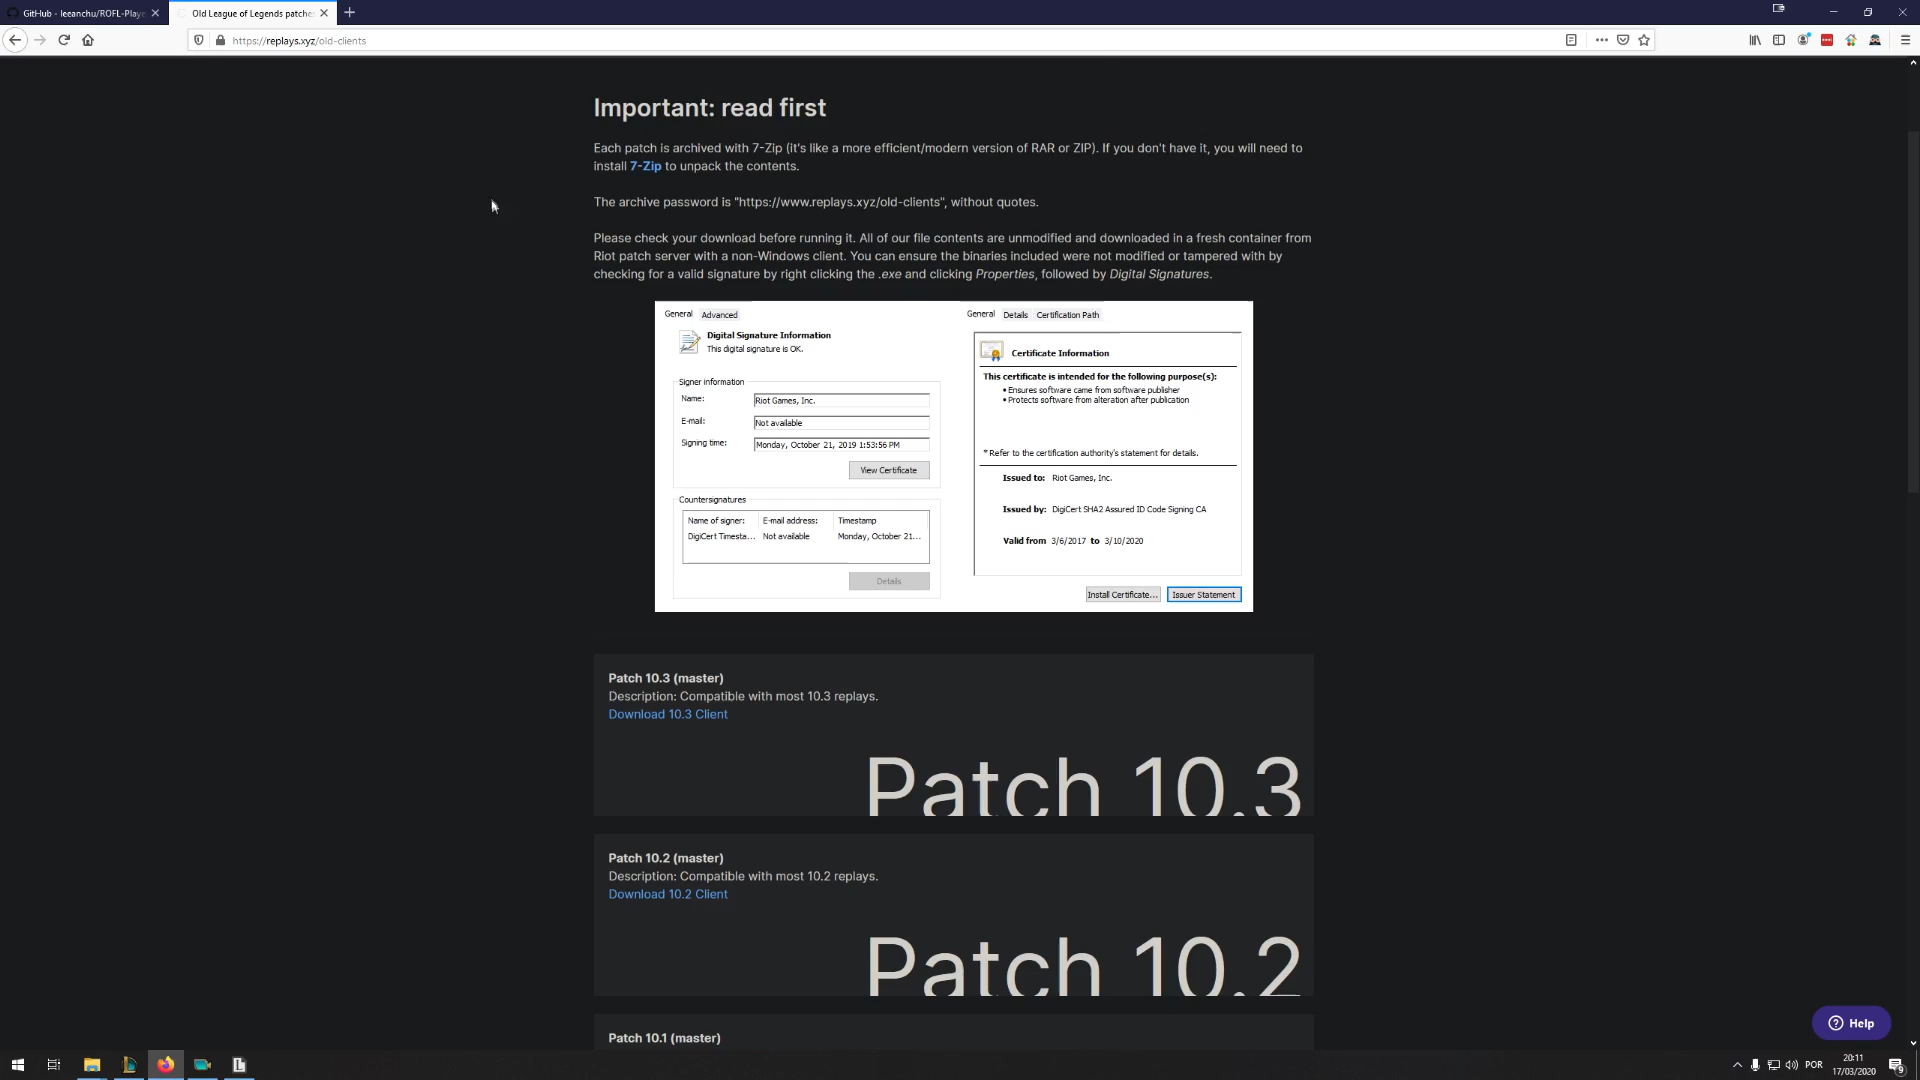 GitHub - leeanchu/ROFL-Playe
Old League of Legends patche
https://replays.xyz/old-clients
Important: read first
Each patch is archived with 7-Zip (it's like a more efficient/modern version of RAR or ZIP). If you don't have it, you will need to
install 7-Zip to unpack the contents.
The archive password is "https://www.replays.xyz/old-clients", without quotes.
Please check your download before running it. All of our file contents are unmodified and downloaded in a fresh container from
Riot patch server with a non-Windows client. You can ensure the binaries included were not modified or tampered with by
checking for a valid signature by right clicking the .exe and clicking Properties, followed by Digital Signatures.
General Advanced
Digital Signature Information
This digital signature is OK.
Signer information
Name: Riot Games, Inc.
E-mail: Not available
Signing time: Monday, October 21, 2019 1:53:56 PM
View Certificate
Countersignatures
Name of signer: E-mail address: Timestamp
DigiCert Timesta... Not available Monday, October 21...
Details
General Details Certification Path
Certificate Information
This certificate is intended for the following purpose(s):
• Ensures software came from software publisher
• Protects software from alteration after publication
* Refer to the certification authority's statement for details.
Issued to: Riot Games, Inc.
Issued by: DigiCert SHA2 Assured ID Code Signing CA
Valid from 3/6/2017 to 3/10/2020
Install Certificate... Issuer Statement
Patch 10.3 (master)
Description: Compatible with most 10.3 replays.
Download 10.3 Client
Patch 10.3
Patch 10.2 (master)
Description: Compatible with most 10.2 replays.
Download 10.2 Client
Patch 10.2
Patch 10.1 (master)
Help
POR
20:11
17/03/2020